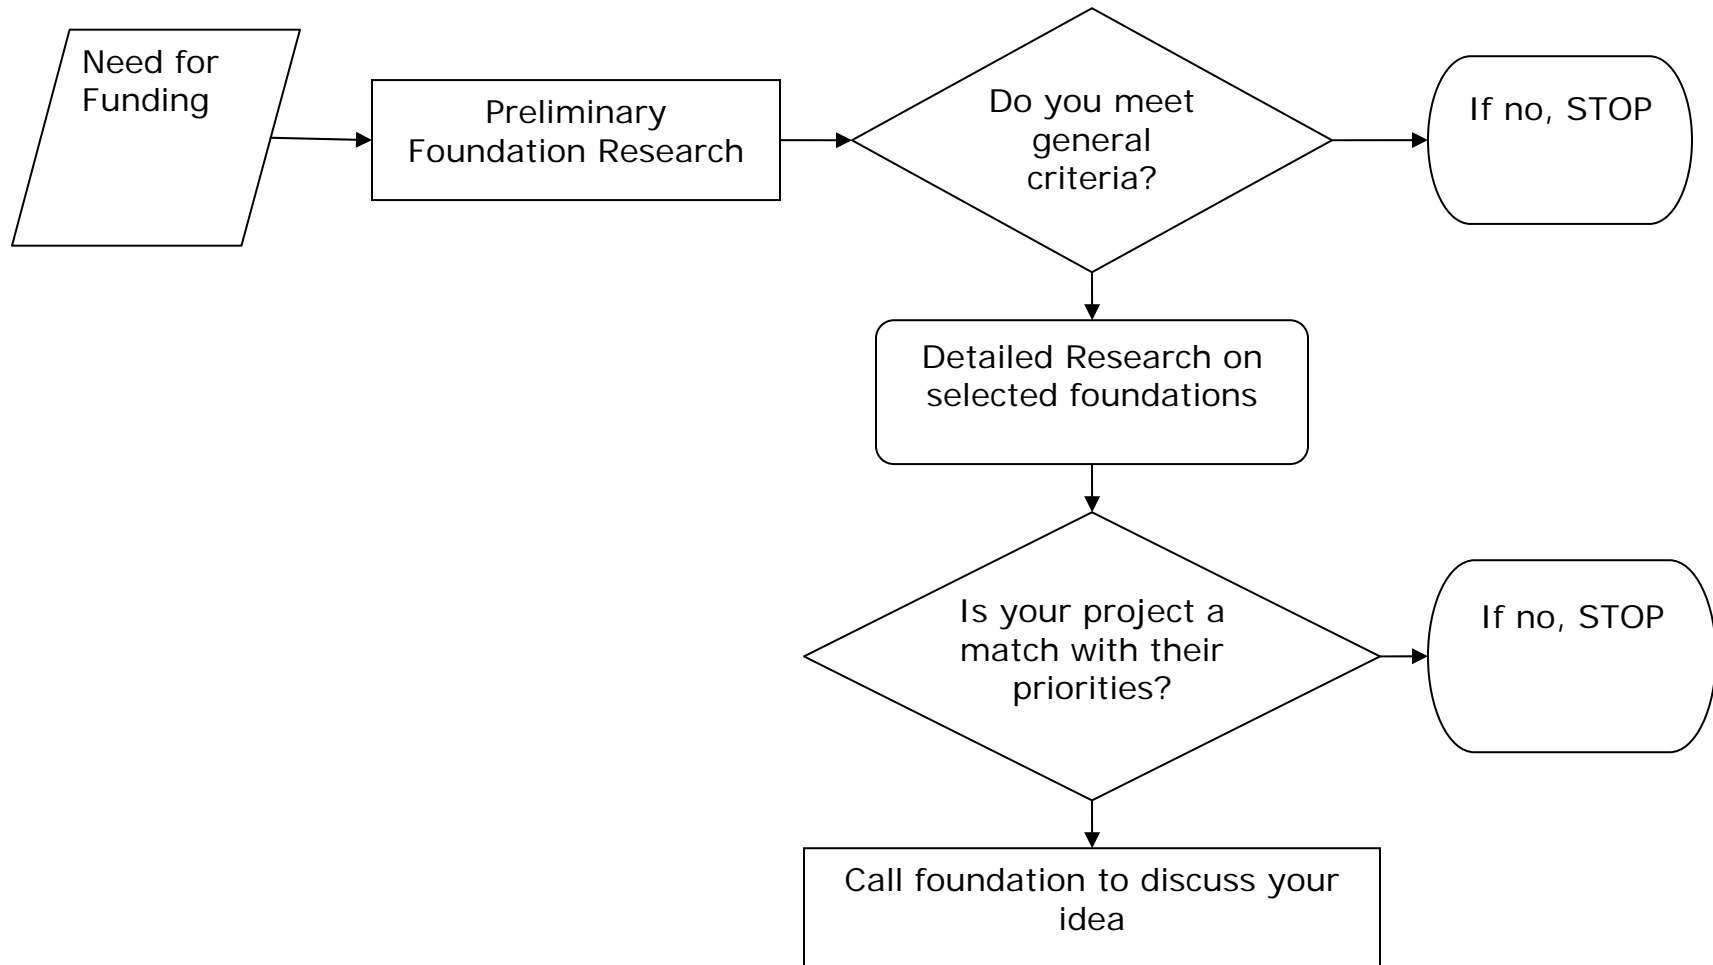 Need for
Funding
Preliminary
Foundation Research
Do you meet
general
criteria?
If no, STOP
Detailed Research on
selected foundations
Is your project a
match with their
priorities?
If no, STOP
Call foundation to discuss your
idea